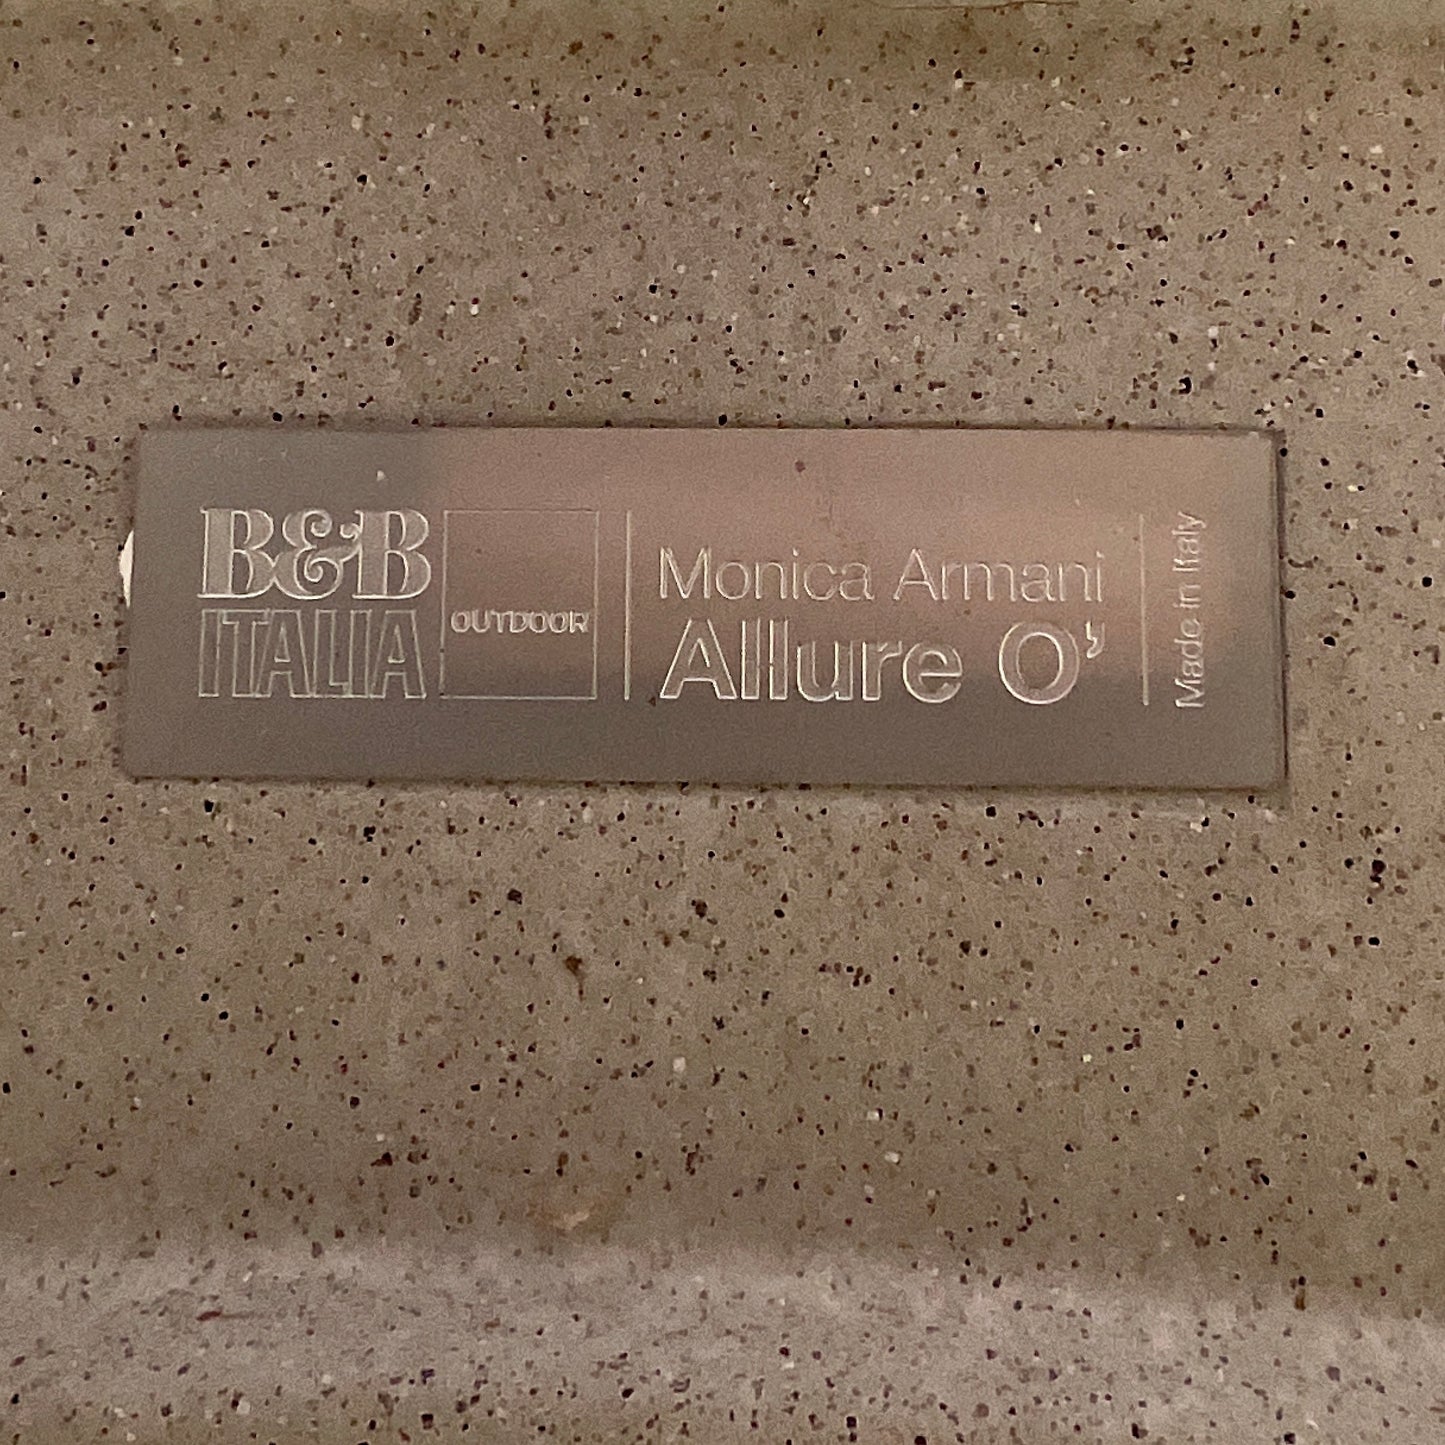 B&B
ITALIA
OUTDOOR
Monica Armani
Allure O’
Made in Italy